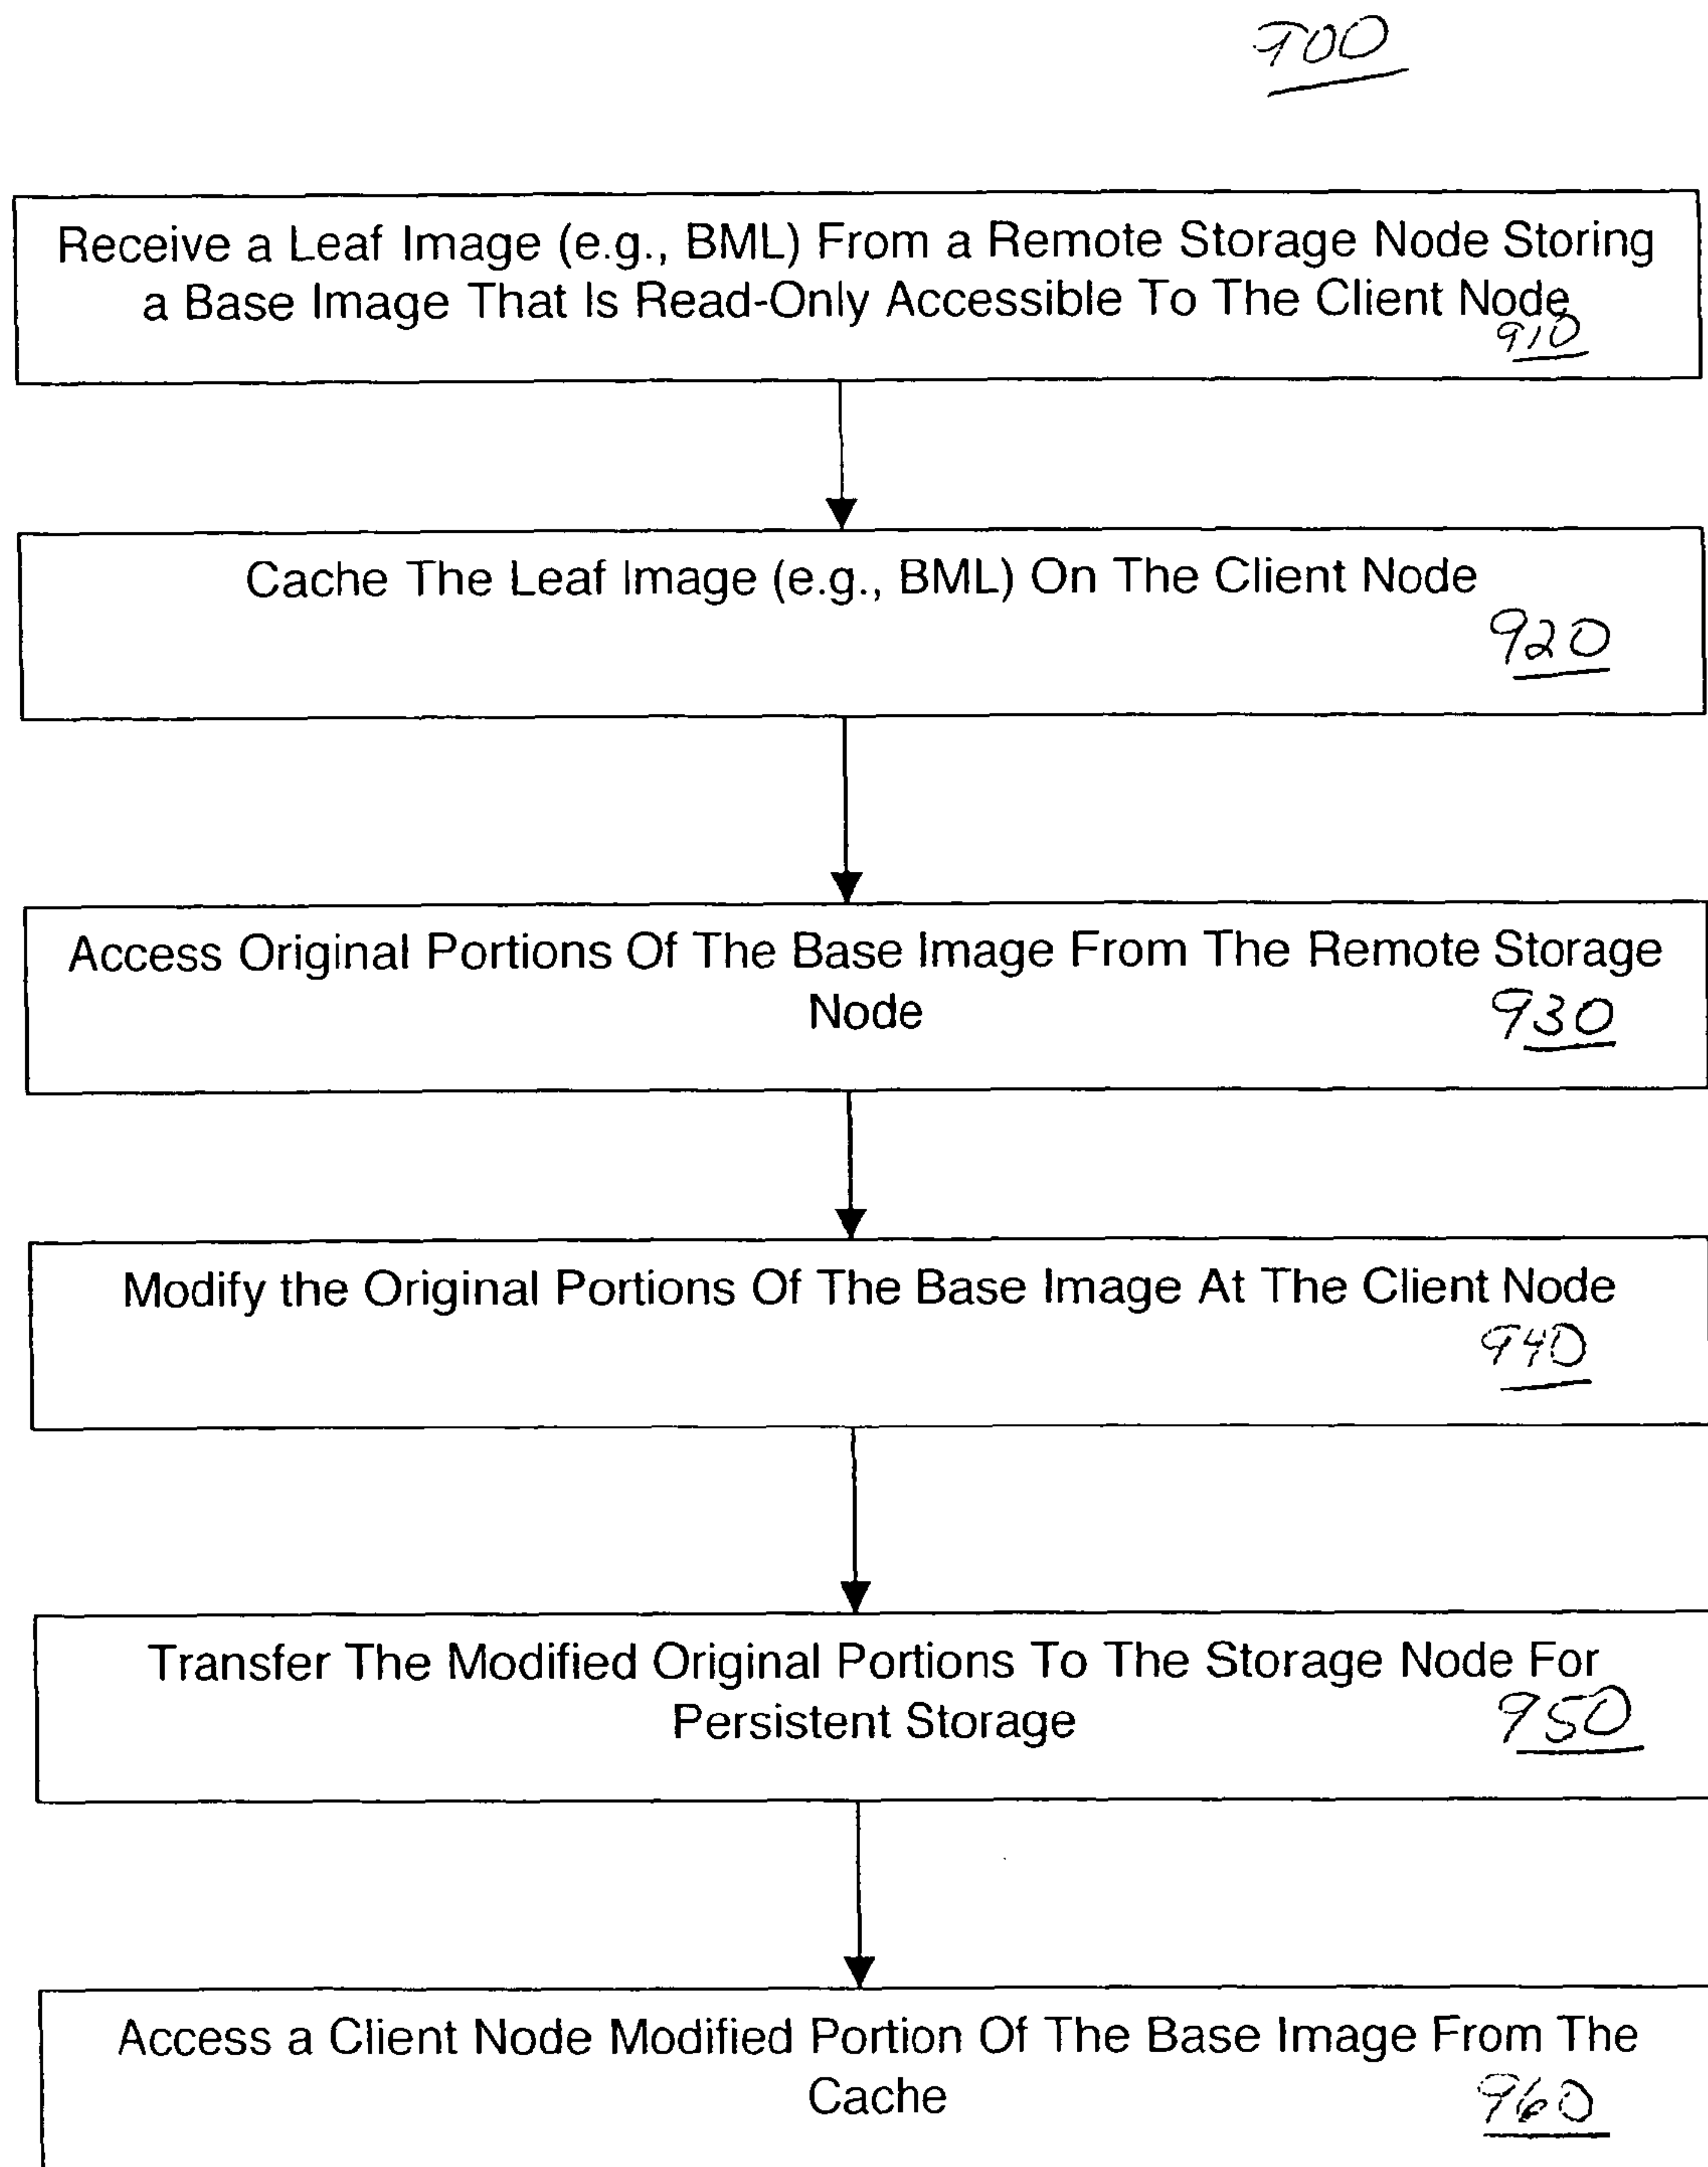 900
Receive a Leaf Image (e.g., BML) From a Remote Storage Node Storing
a Base Image That Is Read-Only Accessible To The Client Node
910
Cache The Leaf Image (e.g., BML) On The Client Node
920
Access Original Portions Of The Base Image From The Remote Storage
Node
930
Modify the Original Portions Of The Base Image At The Client Node
940
Transfer The Modified Original Portions To The Storage Node For
Persistent Storage
950
Access a Client Node Modified Portion Of The Base Image From The
Cache
960